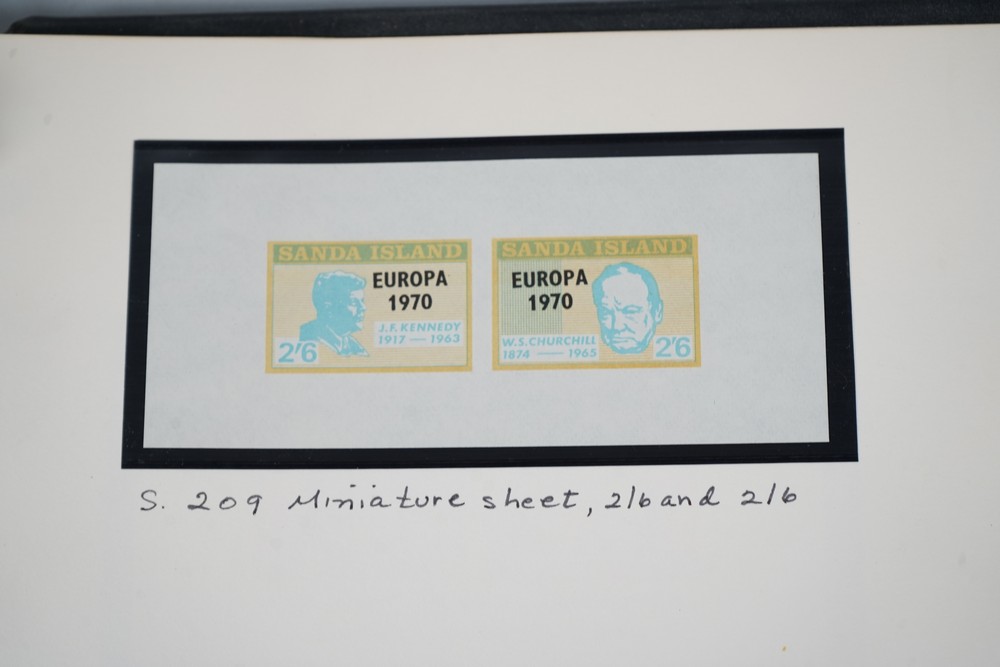 SANDA ISLAND
EUROPA
1970
J.F. KENNEDY
1917 — 1963
2'6
SANDA ISLAND
EUROPA
1970
W.S. CHURCHILL
1874 — 1965
2'6
S. 209 Miniature sheet, 2/6 and 2/6